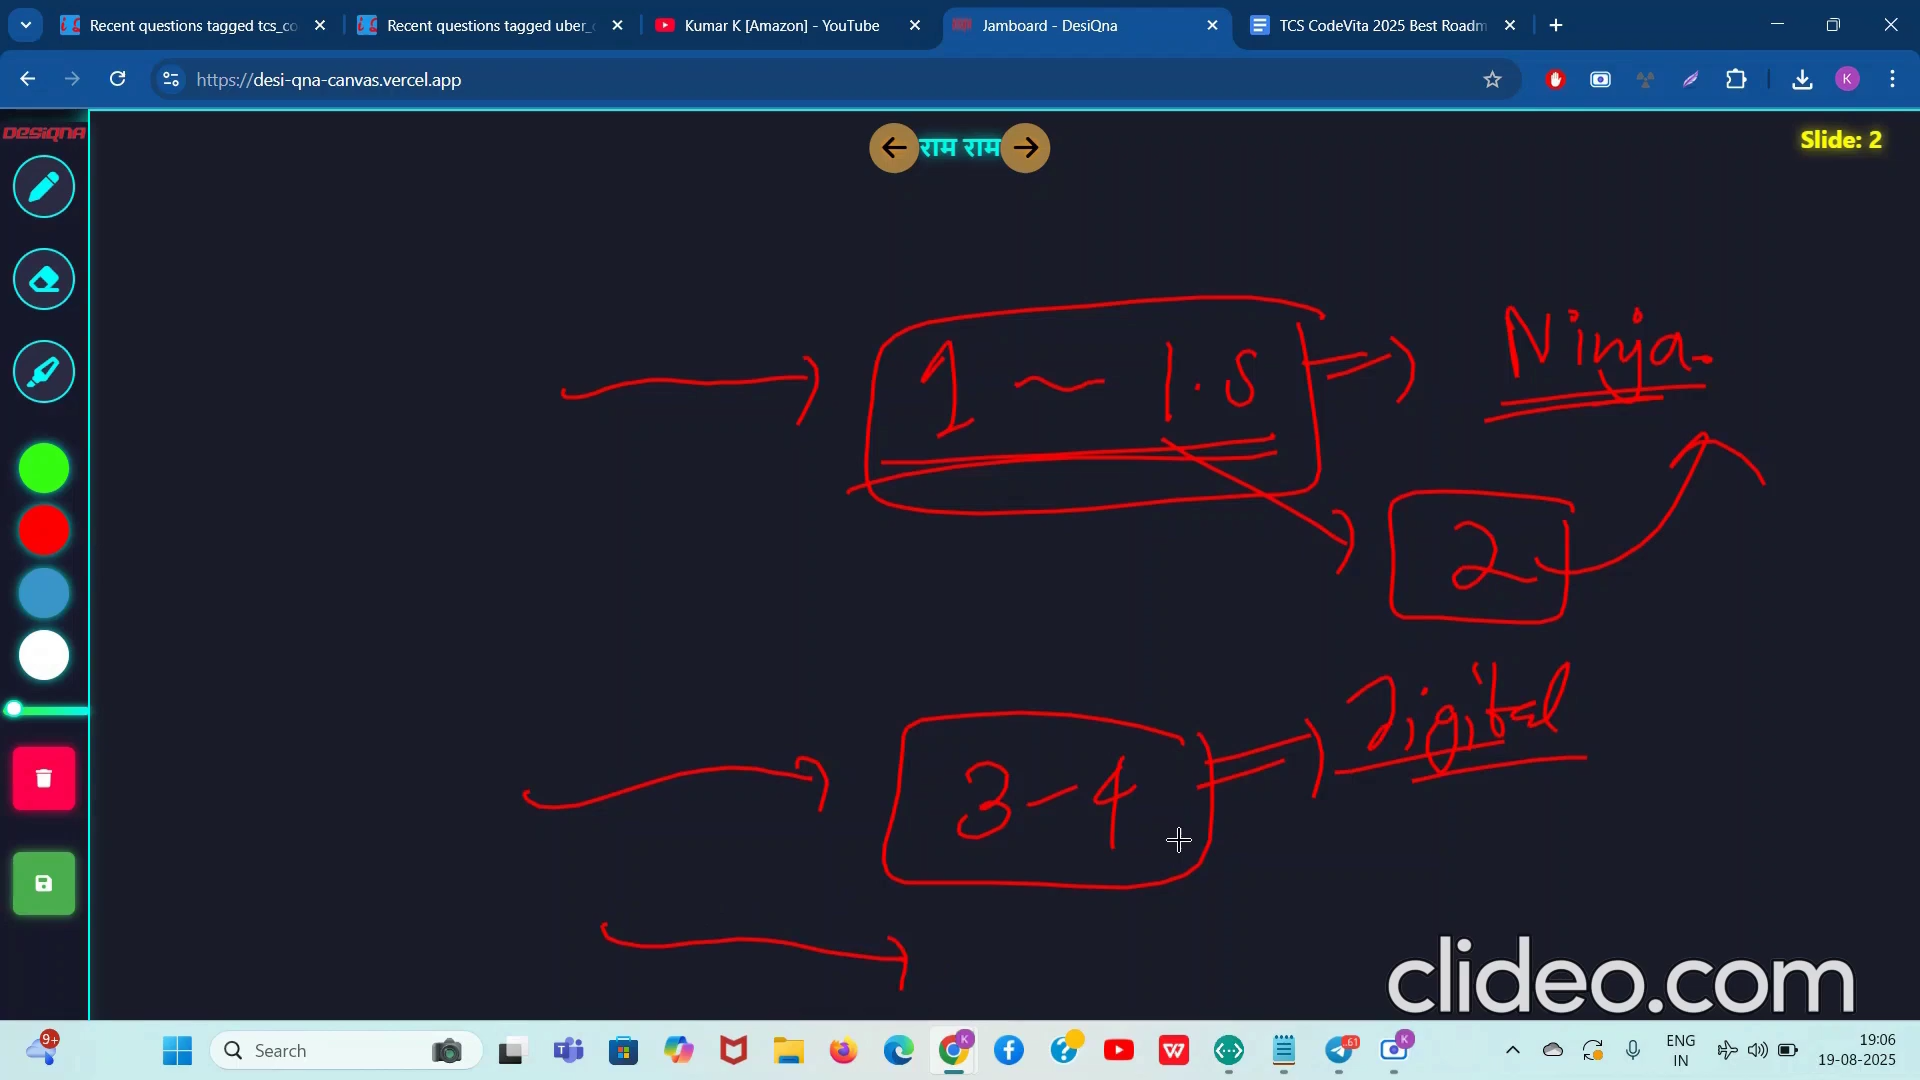 Recent questions tagged tcs_co
Recent questions tagged uber_
Kumar K [Amazon] - YouTube
Jamboard - DesiQna
TCS CodeVita 2025 Best Roadm
https://desi-qna-canvas.vercel.app
K
DESIQNA
राम राम
Slide: 2
1 ~ 1.5
Ninja
2
Digital
3-4
clideo.com
9+
Search
K
61
K
ENG
IN
19:06
19-08-2025